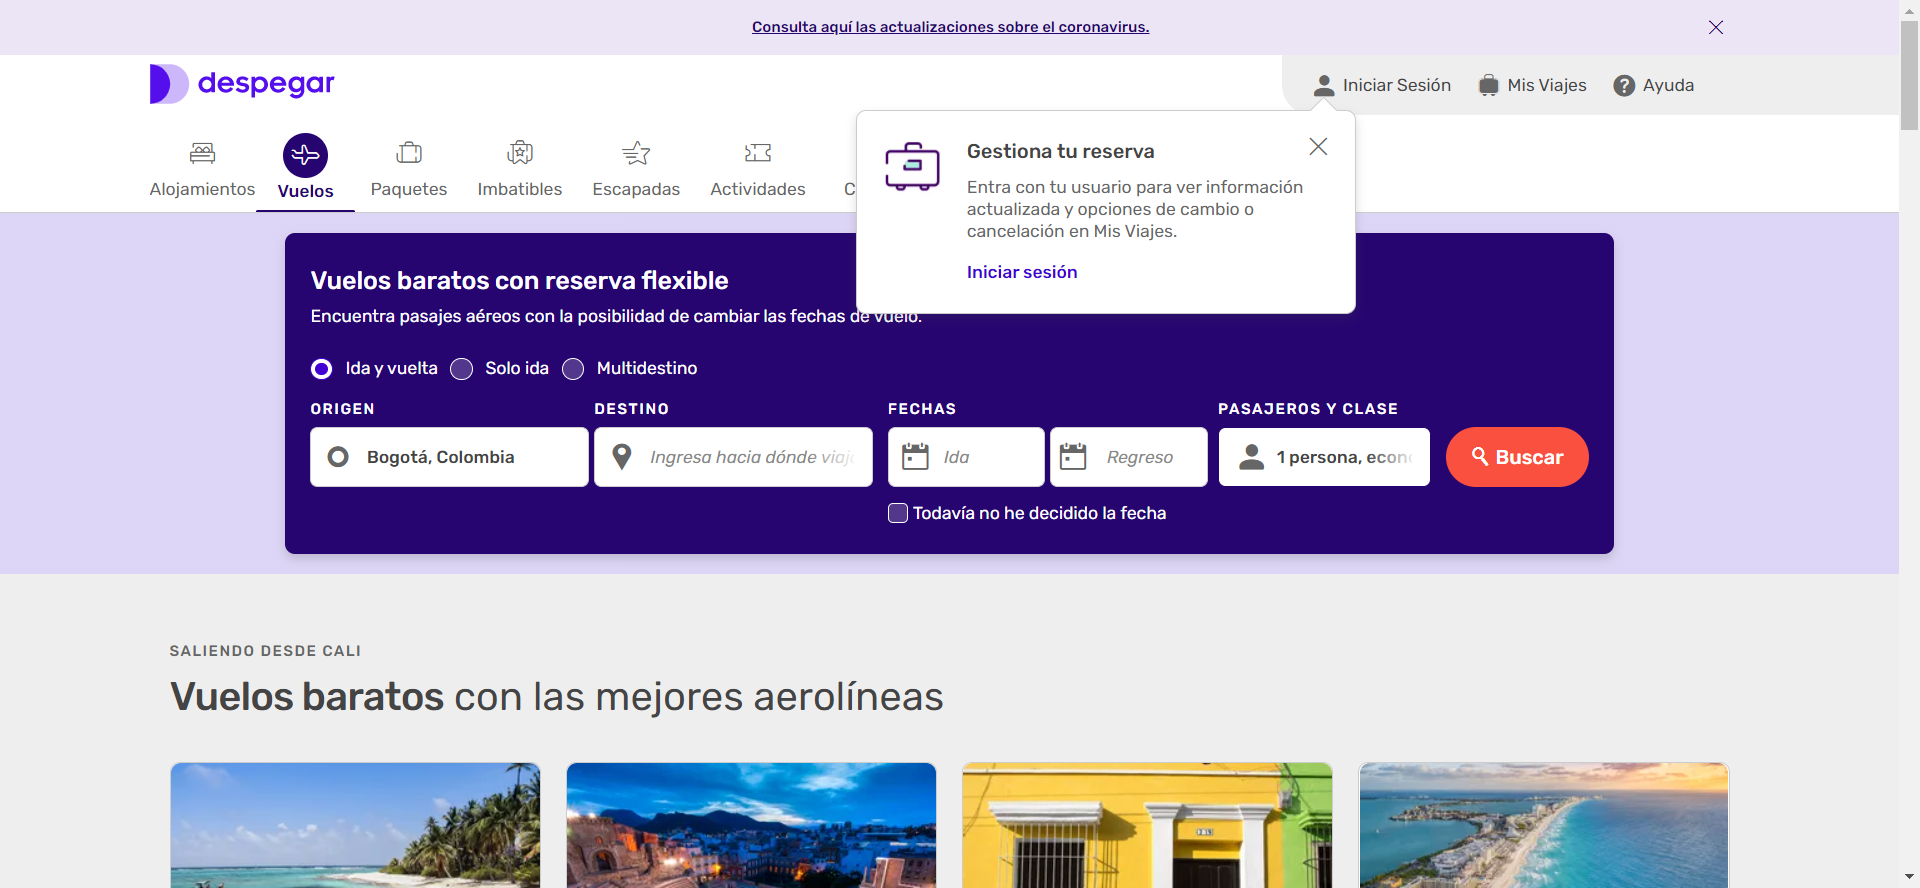 Consulta aquí las actualizaciones sobre el coronavirus.
despegar
Iniciar Sesión
Mis Viajes
Ayuda
Alojamientos
Vuelos
Paquetes
Imbatibles
Escapadas
Actividades
C
Gestiona tu reserva
Entra con tu usuario para ver información
actualizada y opciones de cambio o
cancelación en Mis Viajes.
Iniciar sesión
Vuelos baratos con reserva flexible
Encuentra pasajes aéreos con la posibilidad de cambiar las fechas de vuelo.
Ida y vuelta
Solo ida
Multidestino
ORIGEN
DESTINO
FECHAS
PASAJEROS Y CLASE
Bogotá, Colombia
Ingresa hacia dónde viaj
Ida
Regreso
1 persona, econ
Buscar
Todavía no he decidido la fecha
SALIENDO DESDE CALI
Vuelos baratos con las mejores aerolíneas